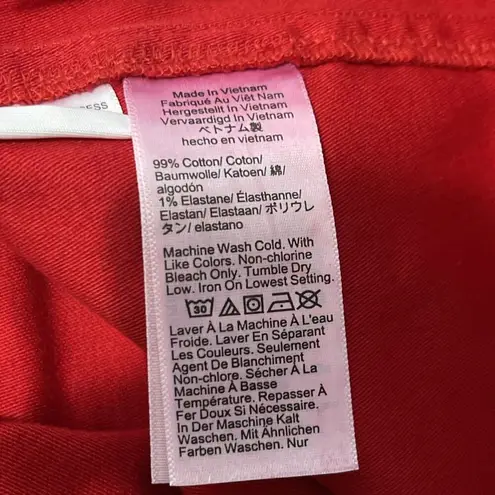 ESS
Made In Vietnam
Fabriqué Au Viêt Nam
Hergestellt In Vietnam
Vervaardigd In Vietnam
ベトナム製
hecho en vietnam
99% Cotton/ Coton/
Baumwolle/ Katoen/ 綿/
algodón
1% Elastane/ Élasthanne/
Elastan/ Elastaan/ ポリウレ
タン/ elastano
Machine Wash Cold. With
Like Colors. Non-chlorine
Bleach Only. Tumble Dry
Low. Iron On Lowest Setting.
30
Laver À La Machine À L'eau
Froide. Laver En Séparant
Les Couleurs. Seulement
Agent De Blanchiment
Non-chlore. Sécher À La
Machine À Basse
Température. Repasser À
Fer Doux Si Nécessaire.
In Der Maschine Kalt
Waschen. Mit Ähnlichen
Farben Waschen. Nur